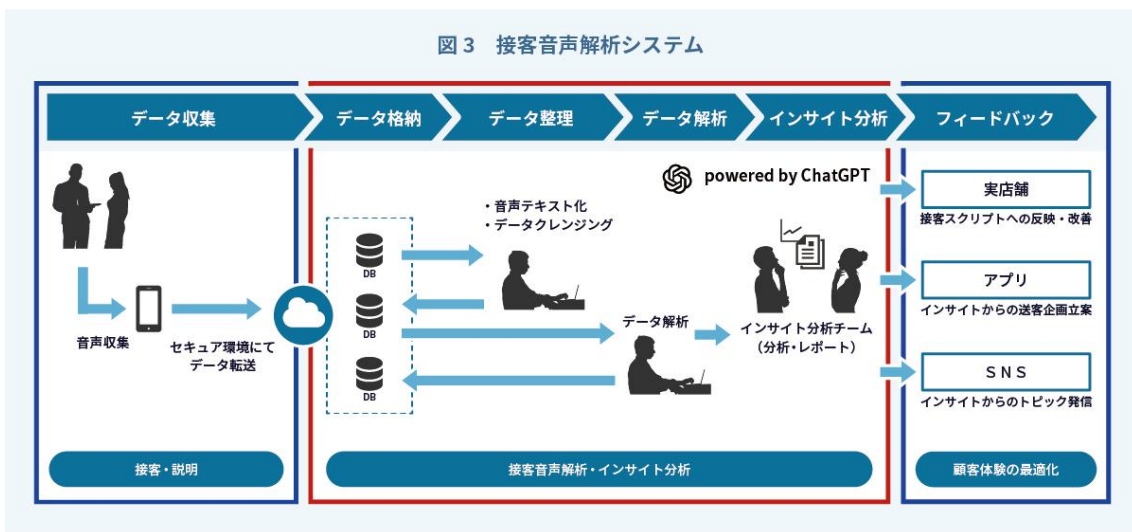 図 3　接客音声解析システム
データ収集
データ格納
データ整理
データ解析
インサイト分析
フィードバック
powered by ChatGPT
・音声テキスト化
・データクレンジング
DB
DB
DB
音声収集
セキュア環境にて
データ転送
データ解析
インサイト分析チーム
（分析・レポート）
実店舗
接客スクリプトへの反映・改善
アプリ
インサイトからの送客企画立案
ＳＮＳ
インサイトからのトピック発信
接客・説明
接客音声解析・インサイト分析
顧客体験の最適化